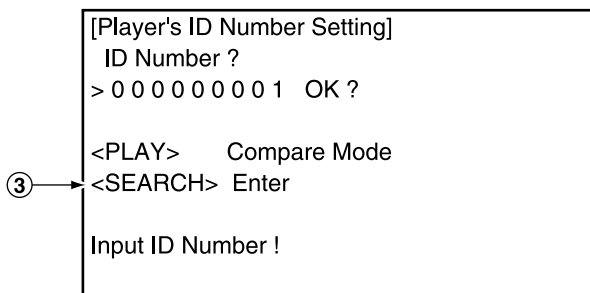 [Player's ID Number Setting]
ID Number ?
> 0 0 0 0 0 0 0 0 1 OK ?
<PLAY> Compare Mode
③ <SEARCH> Enter
Input ID Number !